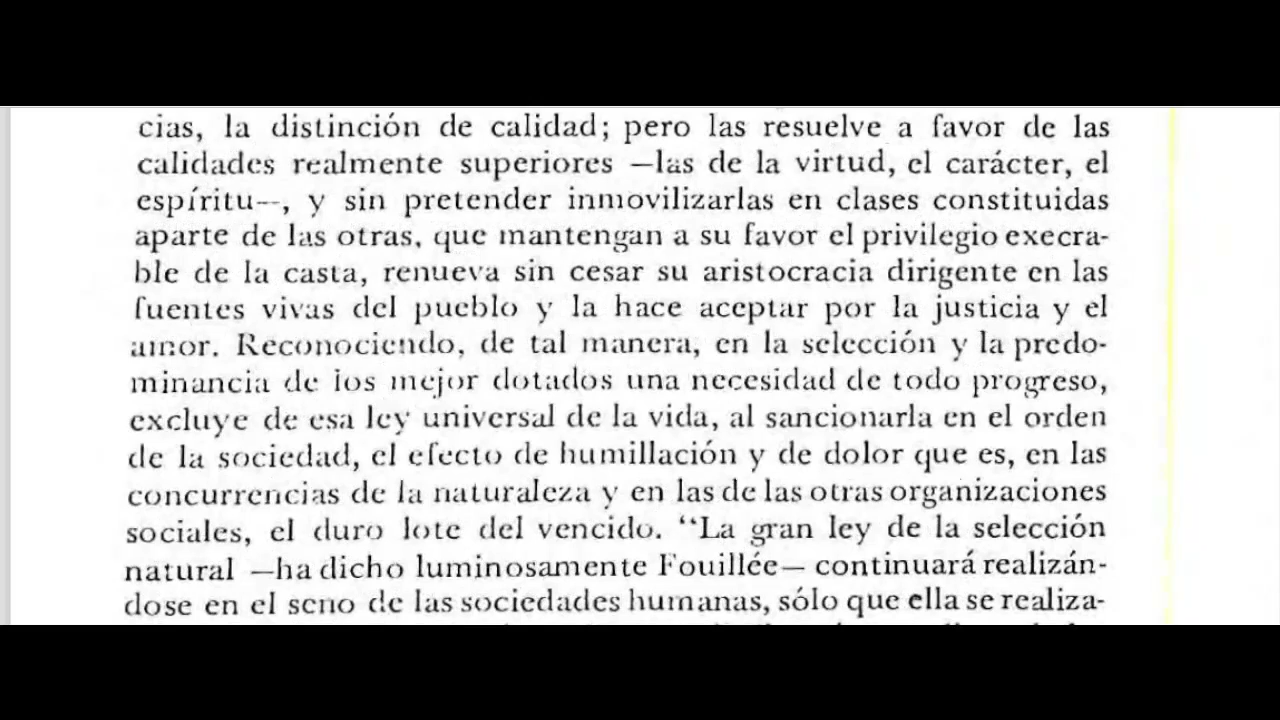 cias, la distinción de calidad; pero las resuelve a favor de las
calidades realmente superiores —las de la virtud, el carácter, el
espíritu—, y sin pretender inmovilizarlas en clases constituidas
aparte de las otras, que mantengan a su favor el privilegio execra-
ble de la casta, renueva sin cesar su aristocracia dirigente en las
fuentes vivas del pueblo y la hace aceptar por la justicia y el
amor. Reconociendo, de tal manera, en la selección y la predo-
minancia de los mejor dotados una necesidad de todo progreso,
excluye de esa ley universal de la vida, al sancionarla en el orden
de la sociedad, el efecto de humillación y de dolor que es, en las
concurrencias de la naturaleza y en las de las otras organizaciones
sociales, el duro lote del vencido. “La gran ley de la selección
natural —ha dicho luminosamente Fouillée— continuará realizán-
dose en el seno de las sociedades humanas, sólo que ella se realiza-